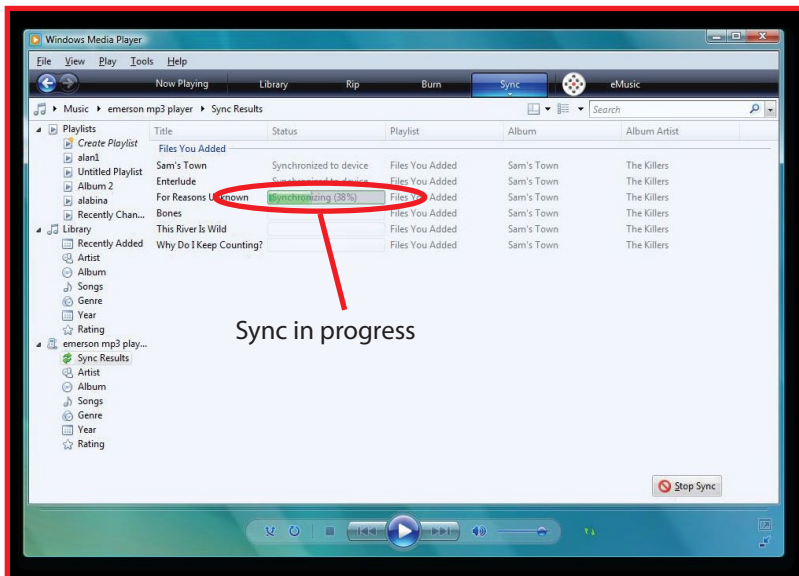 Windows Media Player
File View Play Tools Help
Now Playing Library Rip Burn Sync eMusic
Music emerson mp3 player Sync Results Search
Playlists
Create Playlist
alan1
Untitled Playlist
Album 2
alabina
Recently Chan...
Library
Recently Added
Artist
Album
Songs
Genre
Year
Rating
emerson mp3 play...
Sync Results
Artist
Album
Songs
Genre
Year
Rating
Title Status Playlist Album Album Artist
Files You Added
Sam's Town Synchronized to device Files You Added Sam's Town The Killers
Enterlude Synchronized to device Files You Added Sam's Town The Killers
For Reasons Unknown Synchronizing (38%) Files You Added Sam's Town The Killers
Bones Files You Added Sam's Town The Killers
This River Is Wild Files You Added Sam's Town The Killers
Why Do I Keep Counting? Files You Added Sam's Town The Killers
Sync in progress
Stop Sync